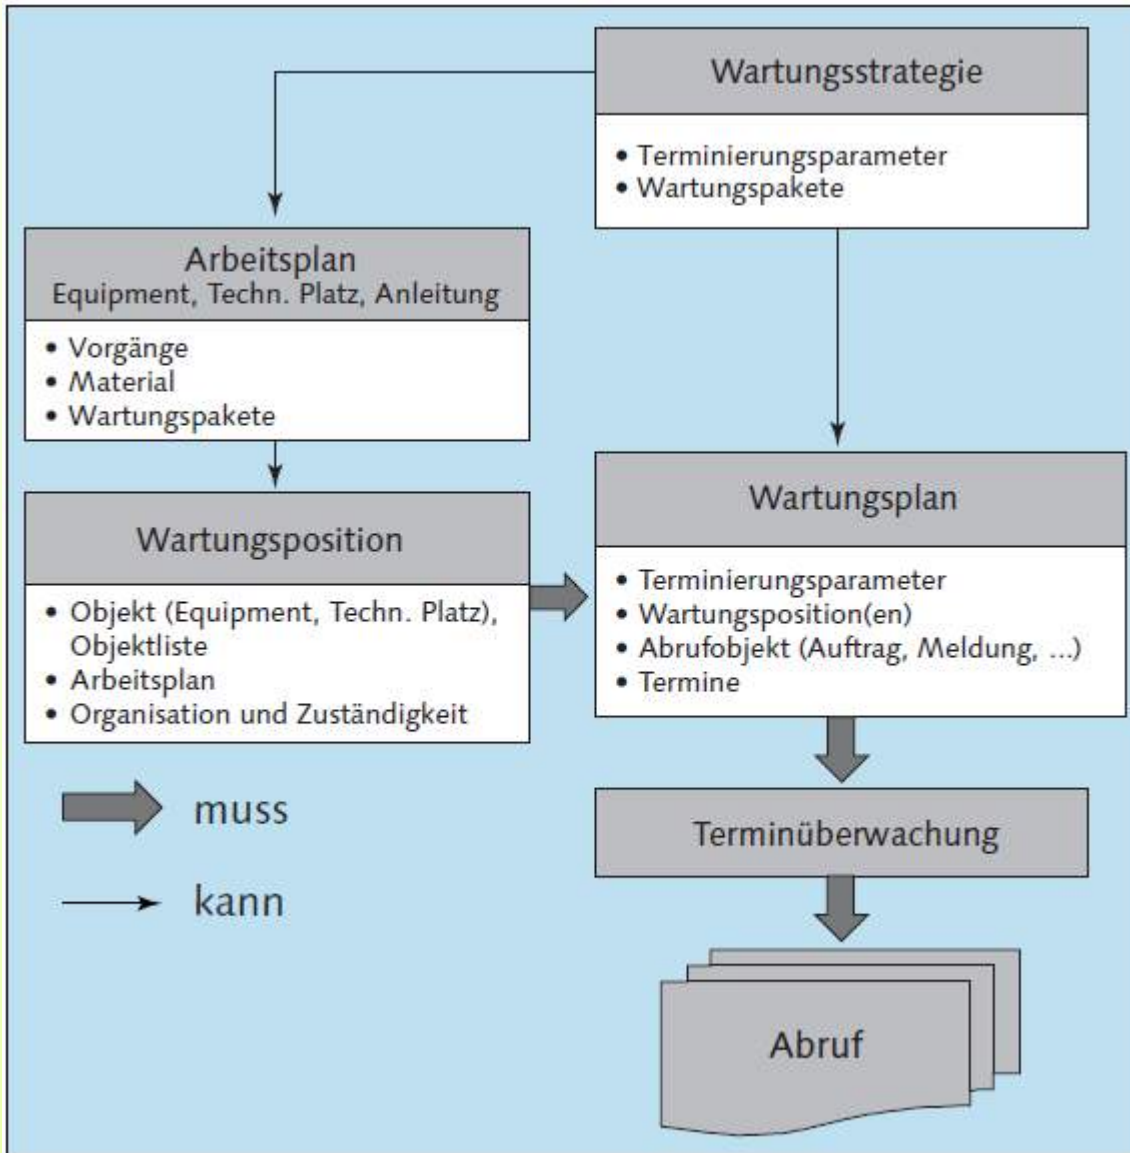 Wartungsstrategie
• Terminierungsparameter
• Wartungspakete
Arbeitsplan
Equipment, Techn. Platz, Anleitung
• Vorgänge
• Material
• Wartungspakete
Wartungsposition
• Objekt (Equipment, Techn. Platz),
Objektliste
• Arbeitsplan
• Organisation und Zuständigkeit
Wartungsplan
• Terminierungsparameter
• Wartungsposition(en)
• Abrufobjekt (Auftrag, Meldung, ...)
• Termine
muss
kann
Terminüberwachung
Abruf